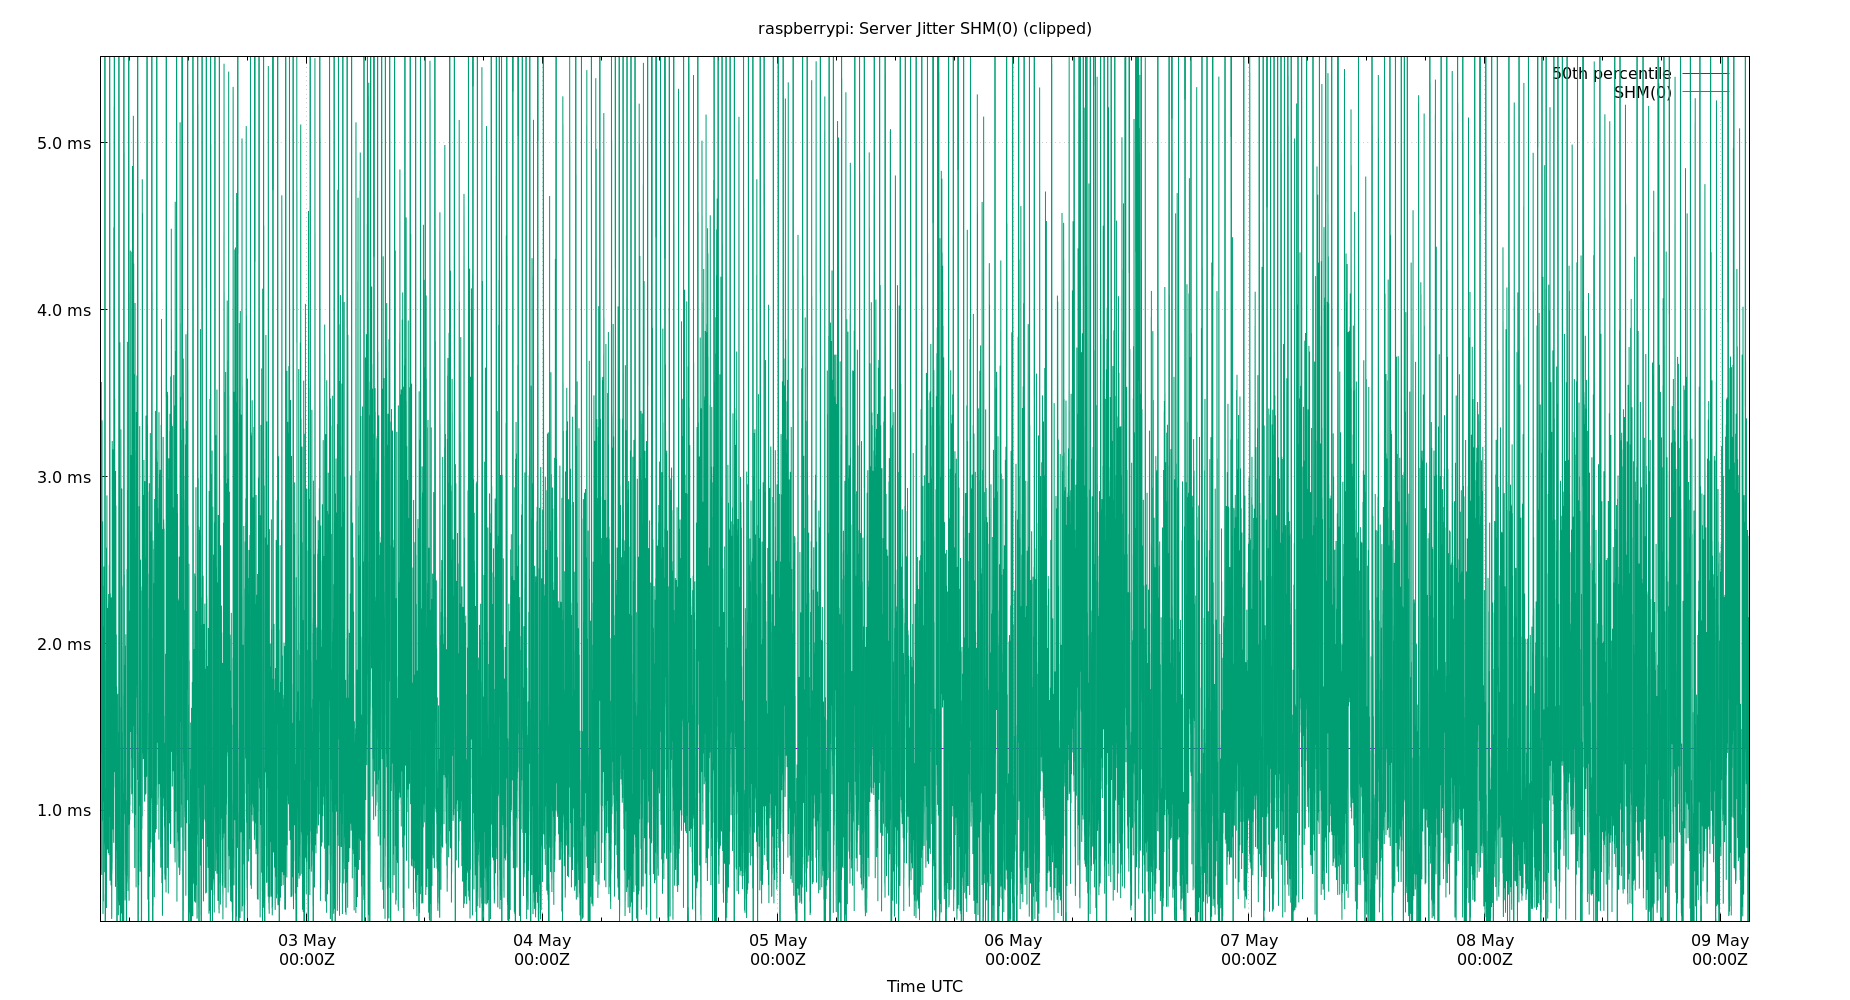 raspberrypi: Server Jitter SHM(0) (clipped)
50th percentile
SHM(0)
5.0 ms
4.0 ms
3.0 ms
2.0 ms
1.0 ms
03 May 04 May 05 May 06 May 07 May 08 May 09 May
00:00Z 00:00Z 00:00Z 00:00Z 00:00Z 00:00Z 00:00Z
Time UTC